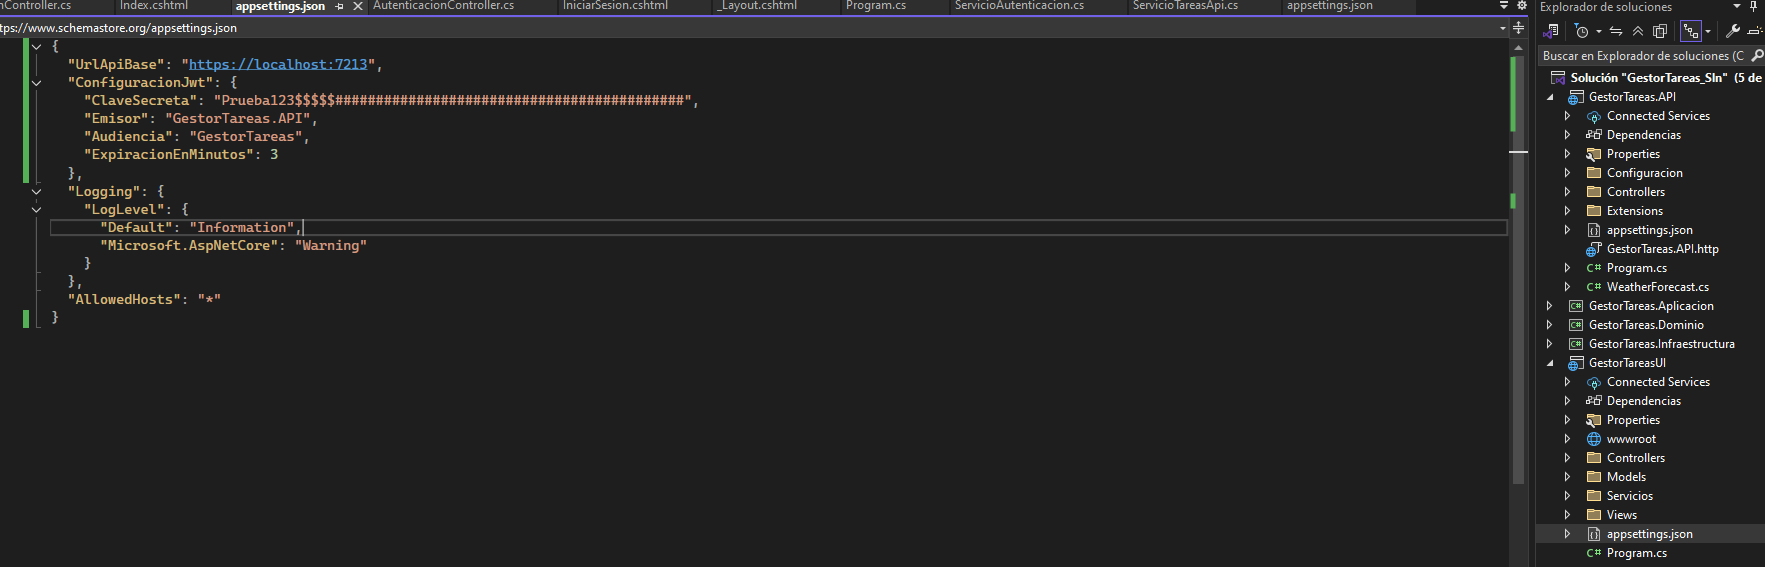 nController.cs Index.cshtml appsettings.json AutenticacionController.cs IniciarSesion.cshtml _Layout.cshtml Program.cs ServicioAutenticacion.cs ServicioTareasApi.cs appsettings.json
tps://www.schemastore.org/appsettings.json
{
"UrlApiBase": "https://localhost:7213",
"ConfiguracionJwt": {
"ClaveSecreta": "Prueba123$$$$$###########################################",
"Emisor": "GestorTareas.API",
"Audiencia": "GestorTareas",
"ExpiracionEnMinutos": 3
},
"Logging": {
"LogLevel": {
"Default": "Information",
"Microsoft.AspNetCore": "Warning"
}
},
"AllowedHosts": "*"
}
Explorador de soluciones
Buscar en Explorador de soluciones (C
Solución "GestorTareas_Sln" (5 de
GestorTareas.API
Connected Services
Dependencias
Properties
Configuracion
Controllers
Extensions
appsettings.json
GestorTareas.API.http
C# Program.cs
C# WeatherForecast.cs
C# GestorTareas.Aplicacion
C# GestorTareas.Dominio
C# GestorTareas.Infraestructura
GestorTareasUI
Connected Services
Dependencias
Properties
wwwroot
Controllers
Models
Servicios
Views
appsettings.json
C# Program.cs